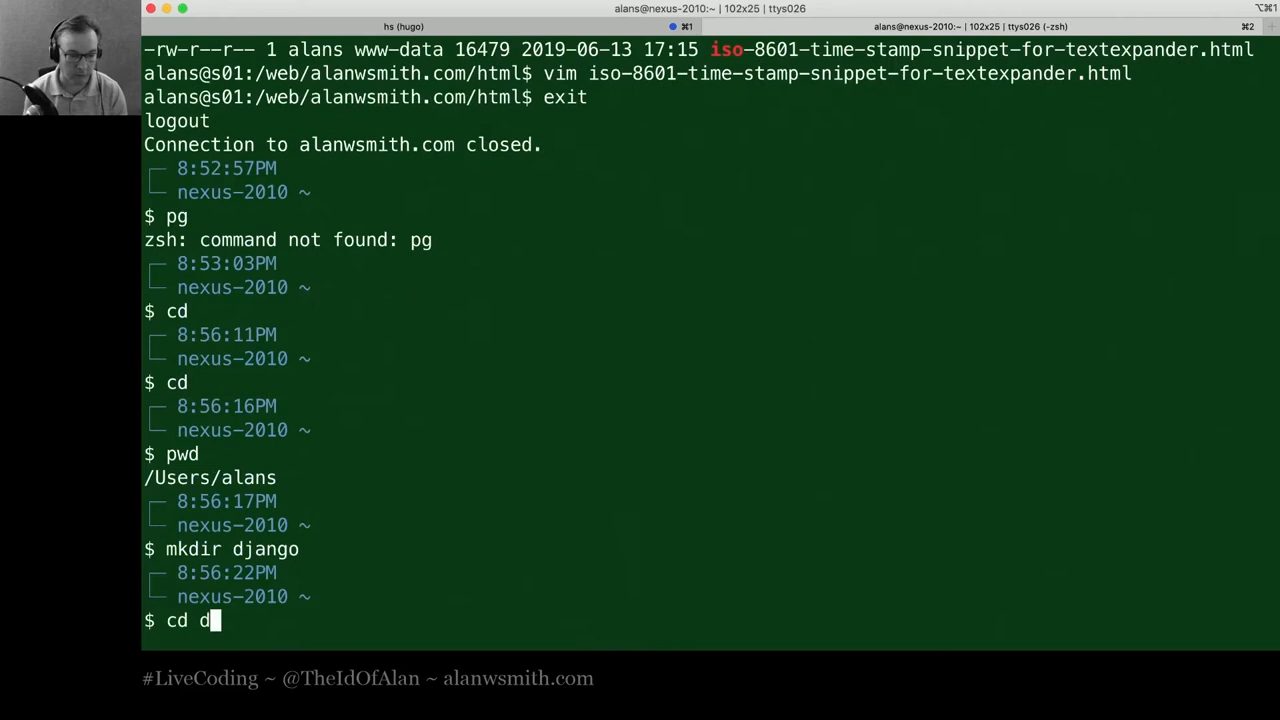 alans@nexus-2010:~ | 102x25 | ttys026
⌥⌘1
hs (hugo)
⌘1
alans@nexus-2010:~ | 102x25 | ttys026 (-zsh)
⌘2
-rw-r--r-- 1 alans www-data 16479 2019-06-13 17:15 iso-8601-time-stamp-snippet-for-textexpander.html
alans@s01:/web/alanwsmith.com/html$ vim iso-8601-time-stamp-snippet-for-textexpander.html
alans@s01:/web/alanwsmith.com/html$ exit
logout
Connection to alanwsmith.com closed.
8:52:57PM
nexus-2010 ~
$ pg
zsh: command not found: pg
8:53:03PM
nexus-2010 ~
$ cd
8:56:11PM
nexus-2010 ~
$ cd
8:56:16PM
nexus-2010 ~
$ pwd
/Users/alans
8:56:17PM
nexus-2010 ~
$ mkdir django
8:56:22PM
nexus-2010 ~
$ cd d
#LiveCoding ~ @TheIdOfAlan ~ alanwsmith.com